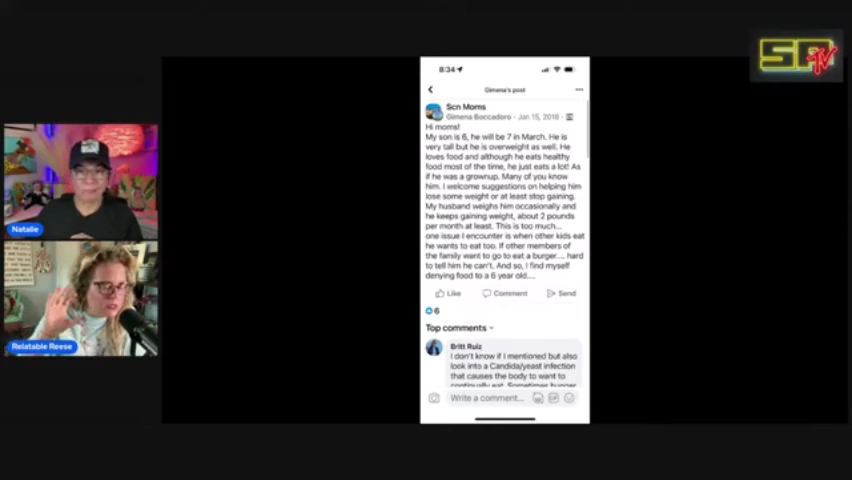 SPTV
8:34
Gimena's post
Scn Moms
Gimena Boccadoro · Jan 15, 2018 ·
Hi moms!
My son is 6, he will be 7 in March. He is
very tall but he is overweight as well. He
loves food and although he eats healthy
food most of the time, he just eats a lot! As
if he was a grownup. Many of you know
him. I welcome suggestions on helping him
lose some weight or at least stop gaining.
My husband weighs him occasionally and
he keeps gaining weight, about 2 pounds
per month at least. This is too much...
one issue I encounter is when other kids eat
he wants to eat too. If other members of
the family want to go to eat a burger.... hard
to tell him he can't. And so, I find myself
denying food to a 6 year old....
Like Comment Send
6
Top comments
Britt Ruiz
I don't know if I mentioned but also
look into a Candida/yeast infection
that causes the body to want to
continually eat. Sometimes hunger
Write a comment...
GIF
Natalie
Relatable Reese